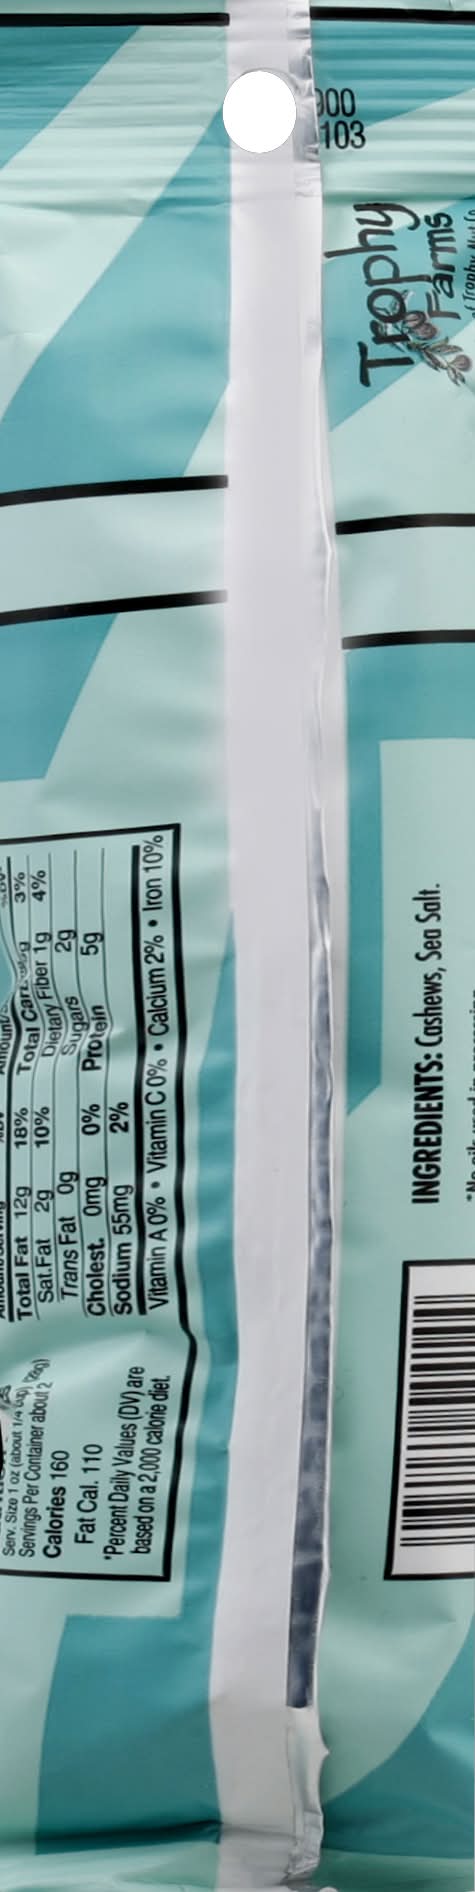 900
103
Trophy
Farms
Serv. Size 1 oz (about 1/4 cup)
Servings Per Container about 2
Calories 160
Fat Cal. 110
*Percent Daily Values (DV) are
based on a 2,000 calorie diet.
Total Fat 12g 18%
Sat.Fat 2g 10%
Trans Fat 0g
Cholest. 0mg 0%
Sodium 55mg 2%
Total Carb. 3%
Dietary Fiber 1g 4%
Sugars 2g
Protein 5g
Vitamin A 0% • Vitamin C 0% • Calcium 2% • Iron 10%
INGREDIENTS: Cashews, Sea Salt.